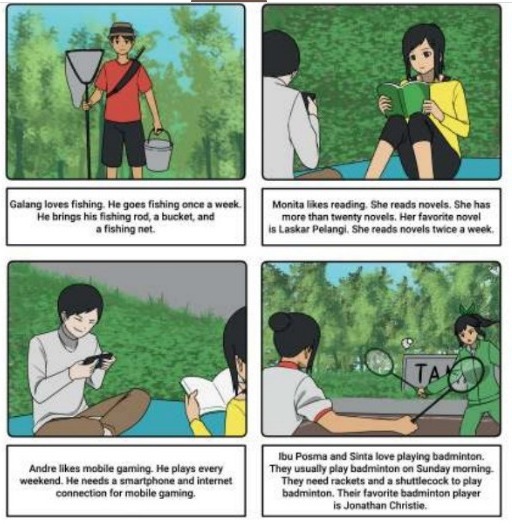 Galang loves fishing. He goes fishing once a week.
He brings his fishing rod, a bucket, and
a fishing net.
Monita likes reading. She reads novels. She has
more than twenty novels. Her favorite novel
is Laskar Pelangi. She reads novels twice a week.
Andre likes mobile gaming. He plays every
weekend. He needs a smartphone and internet
connection for mobile gaming.
TA
Ibu Posma and Sinta love playing badminton.
They usually play badminton on Sunday morning.
They need rackets and a shuttlecock to play
badminton. Their favorite badminton player
is Jonathan Christie.